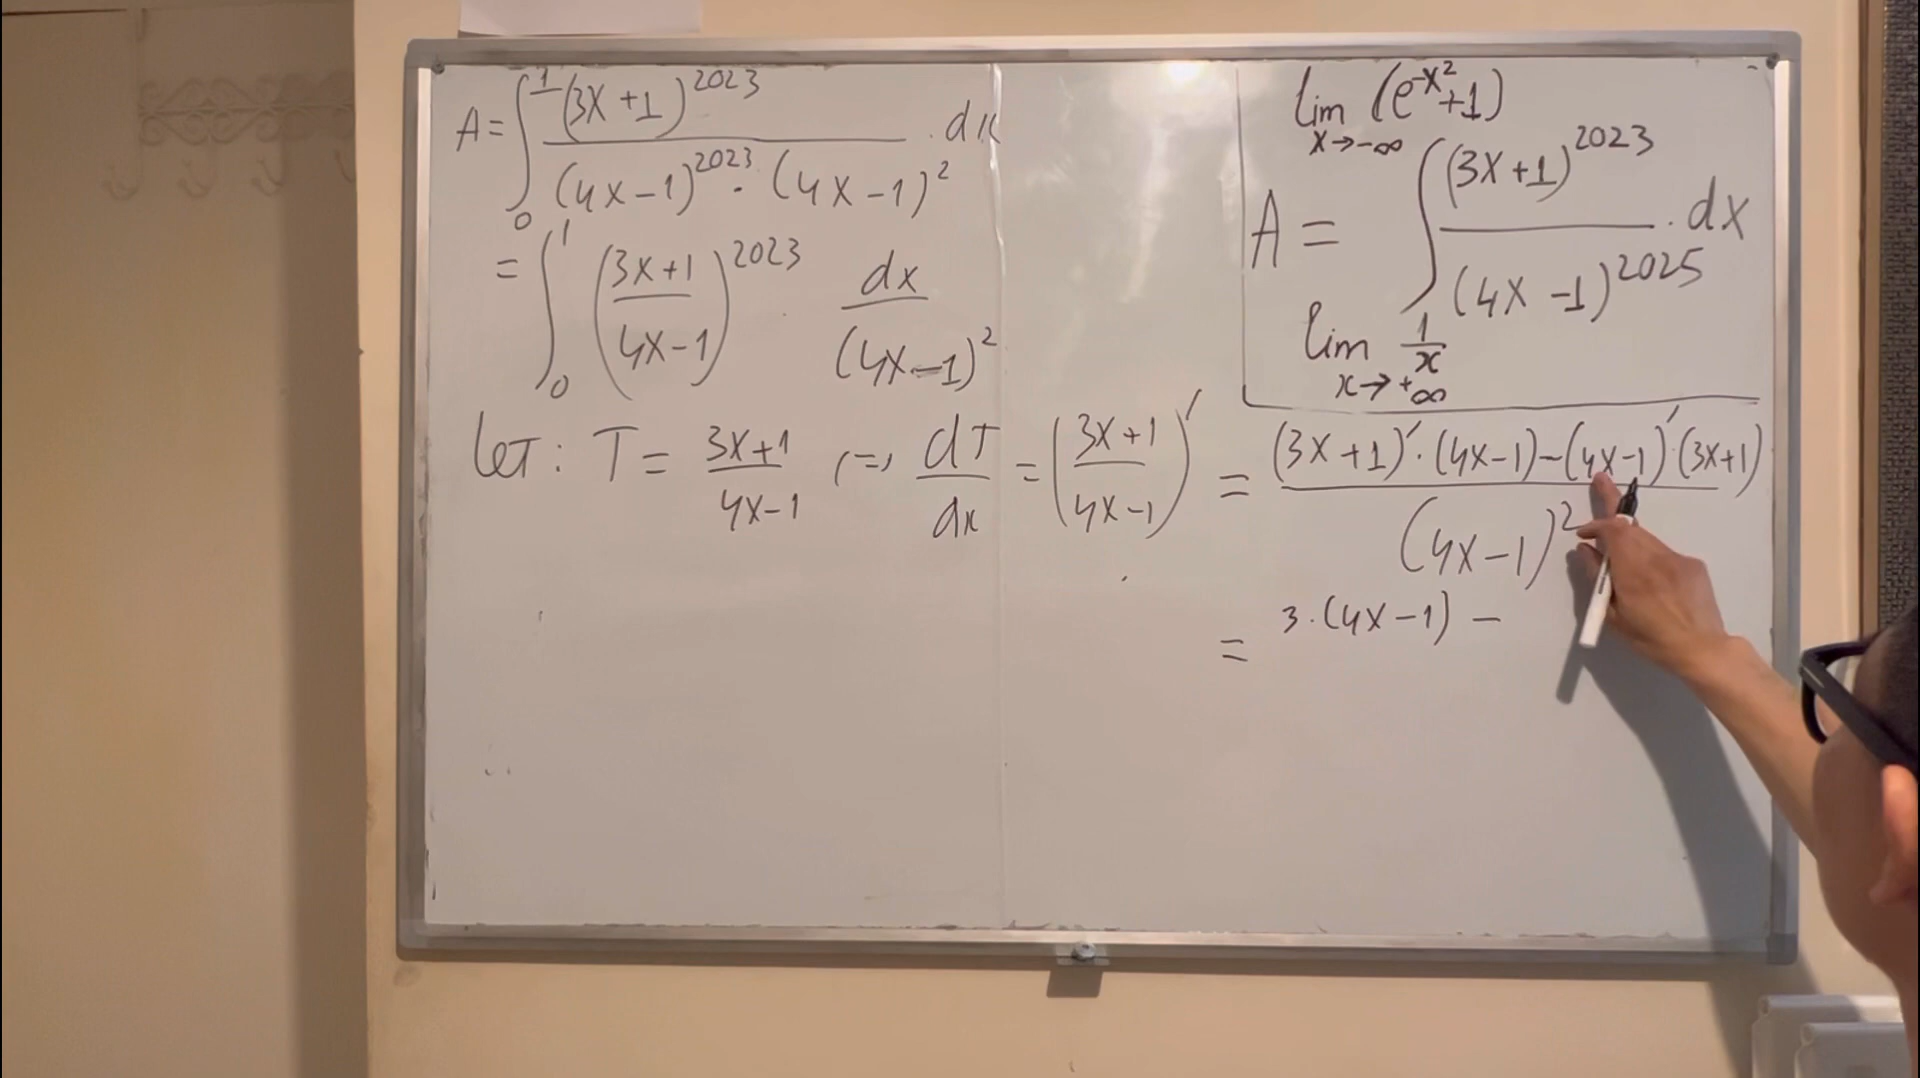 A = ∫₀¹ (3x+1)^2023 / (4x-1)^2023 · (4x-1)^2 . dx
= ∫₀¹ ((3x+1)/(4x-1))^2023 dx/(4x-1)^2
let : T = (3x+1)/(4x-1) (=) dT/dx = ((3x+1)/(4x-1))′ = (3x+1)′·(4x-1)-(4x-1)′·(3x+1) / (4x-1)^2
= 3·(4x-1) -
lim x→-∞ (e^-x^2+1)
A = ∫ (3x+1)^2023 / (4x-1)^2025 . dx
lim x→+∞ 1/x